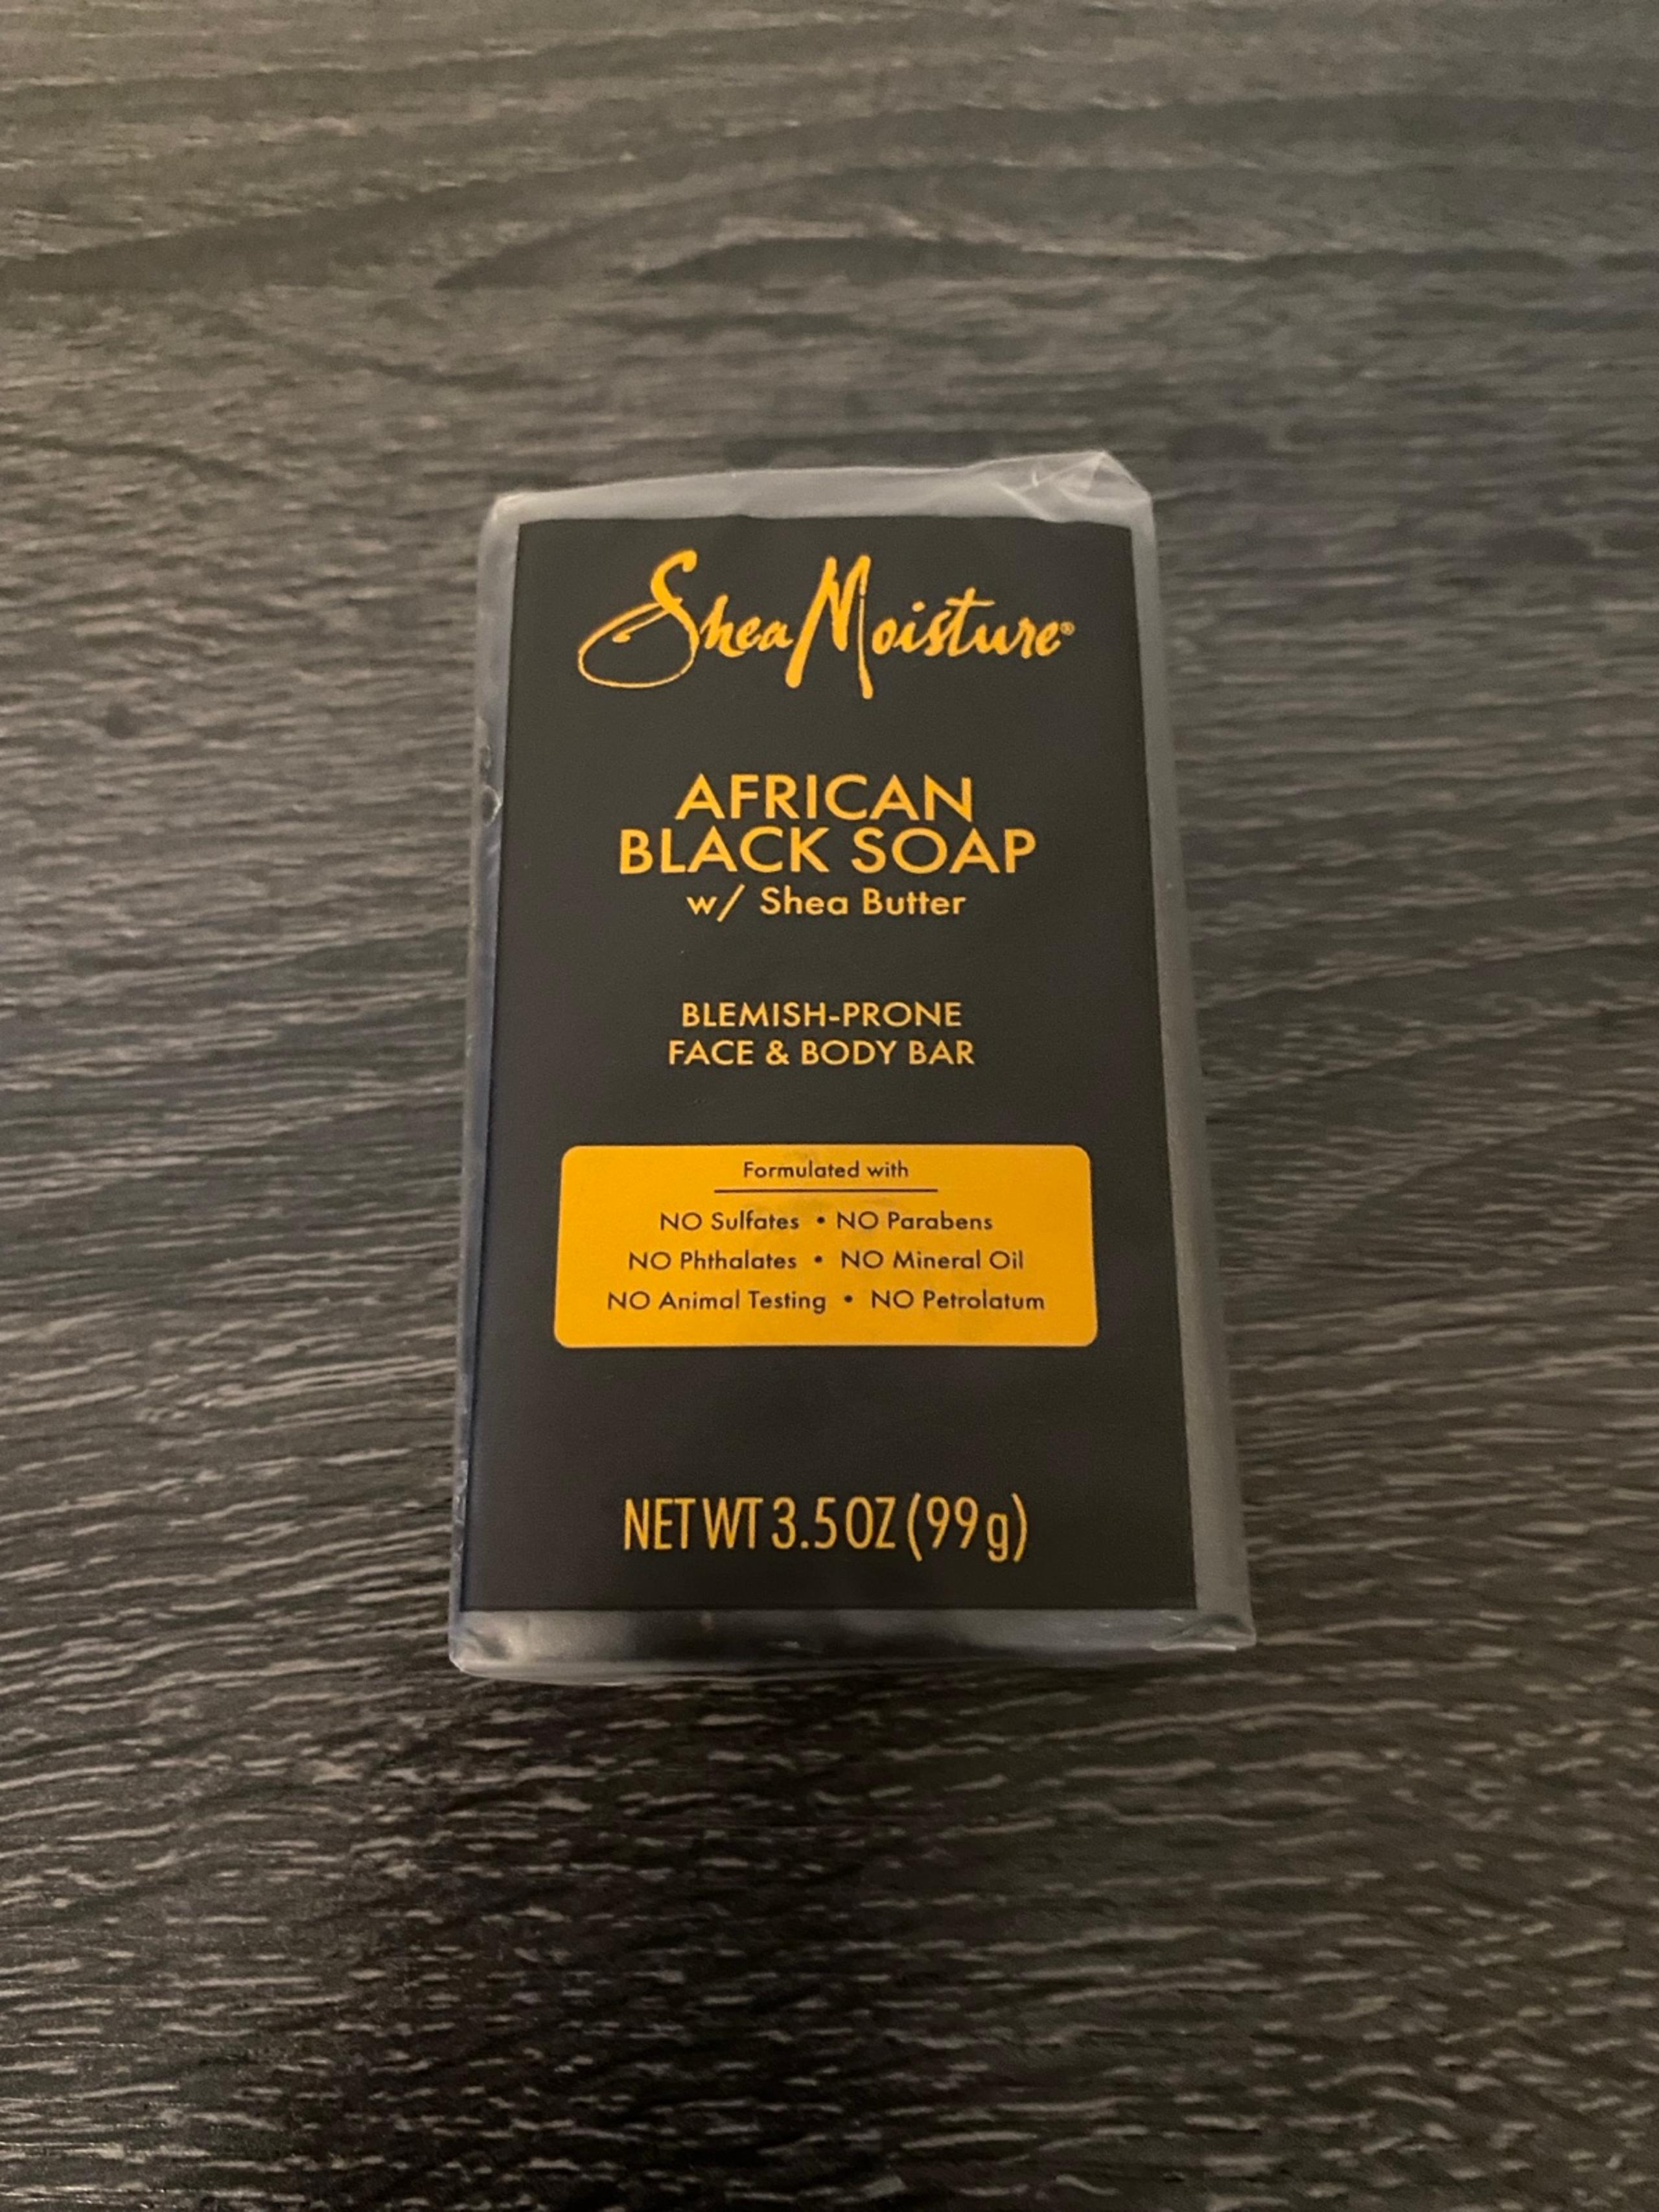 SheaMoisture®
AFRICAN
BLACK SOAP
w/ Shea Butter
BLEMISH-PRONE
FACE & BODY BAR
Formulated with
NO Sulfates • NO Parabens
NO Phthalates • NO Mineral Oil
NO Animal Testing • NO Petrolatum
NET WT 3.5 OZ (99 g)